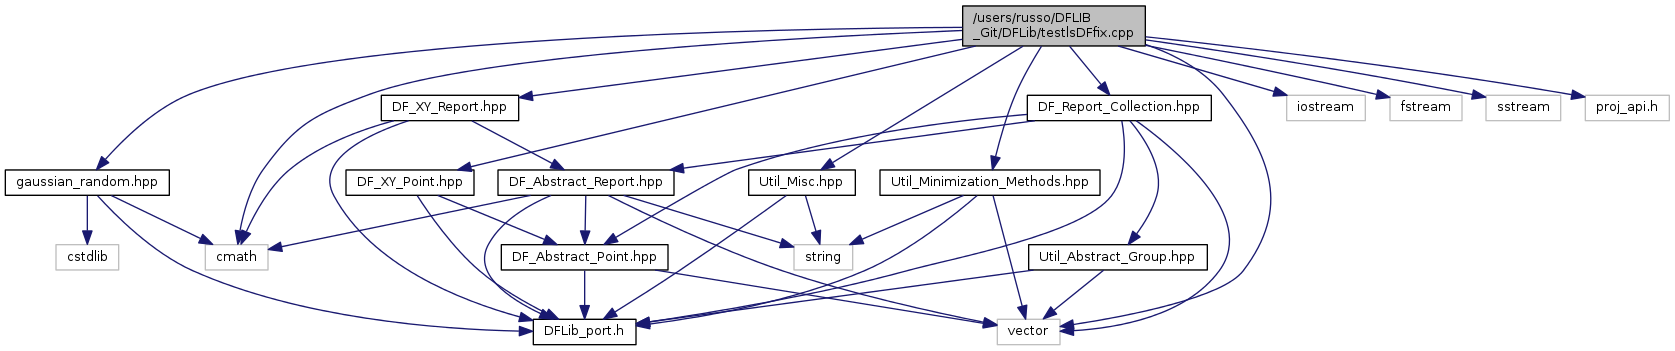 /users/russo/DFLIB
_Git/DFLib/testlsDFfix.cpp
DF_XY_Report.hpp
DF_Report_Collection.hpp
iostream
fstream
sstream
proj_api.h
gaussian_random.hpp
DF_XY_Point.hpp
DF_Abstract_Report.hpp
Util_Misc.hpp
Util_Minimization_Methods.hpp
cstdlib
cmath
DF_Abstract_Point.hpp
string
Util_Abstract_Group.hpp
DFLib_port.h
vector